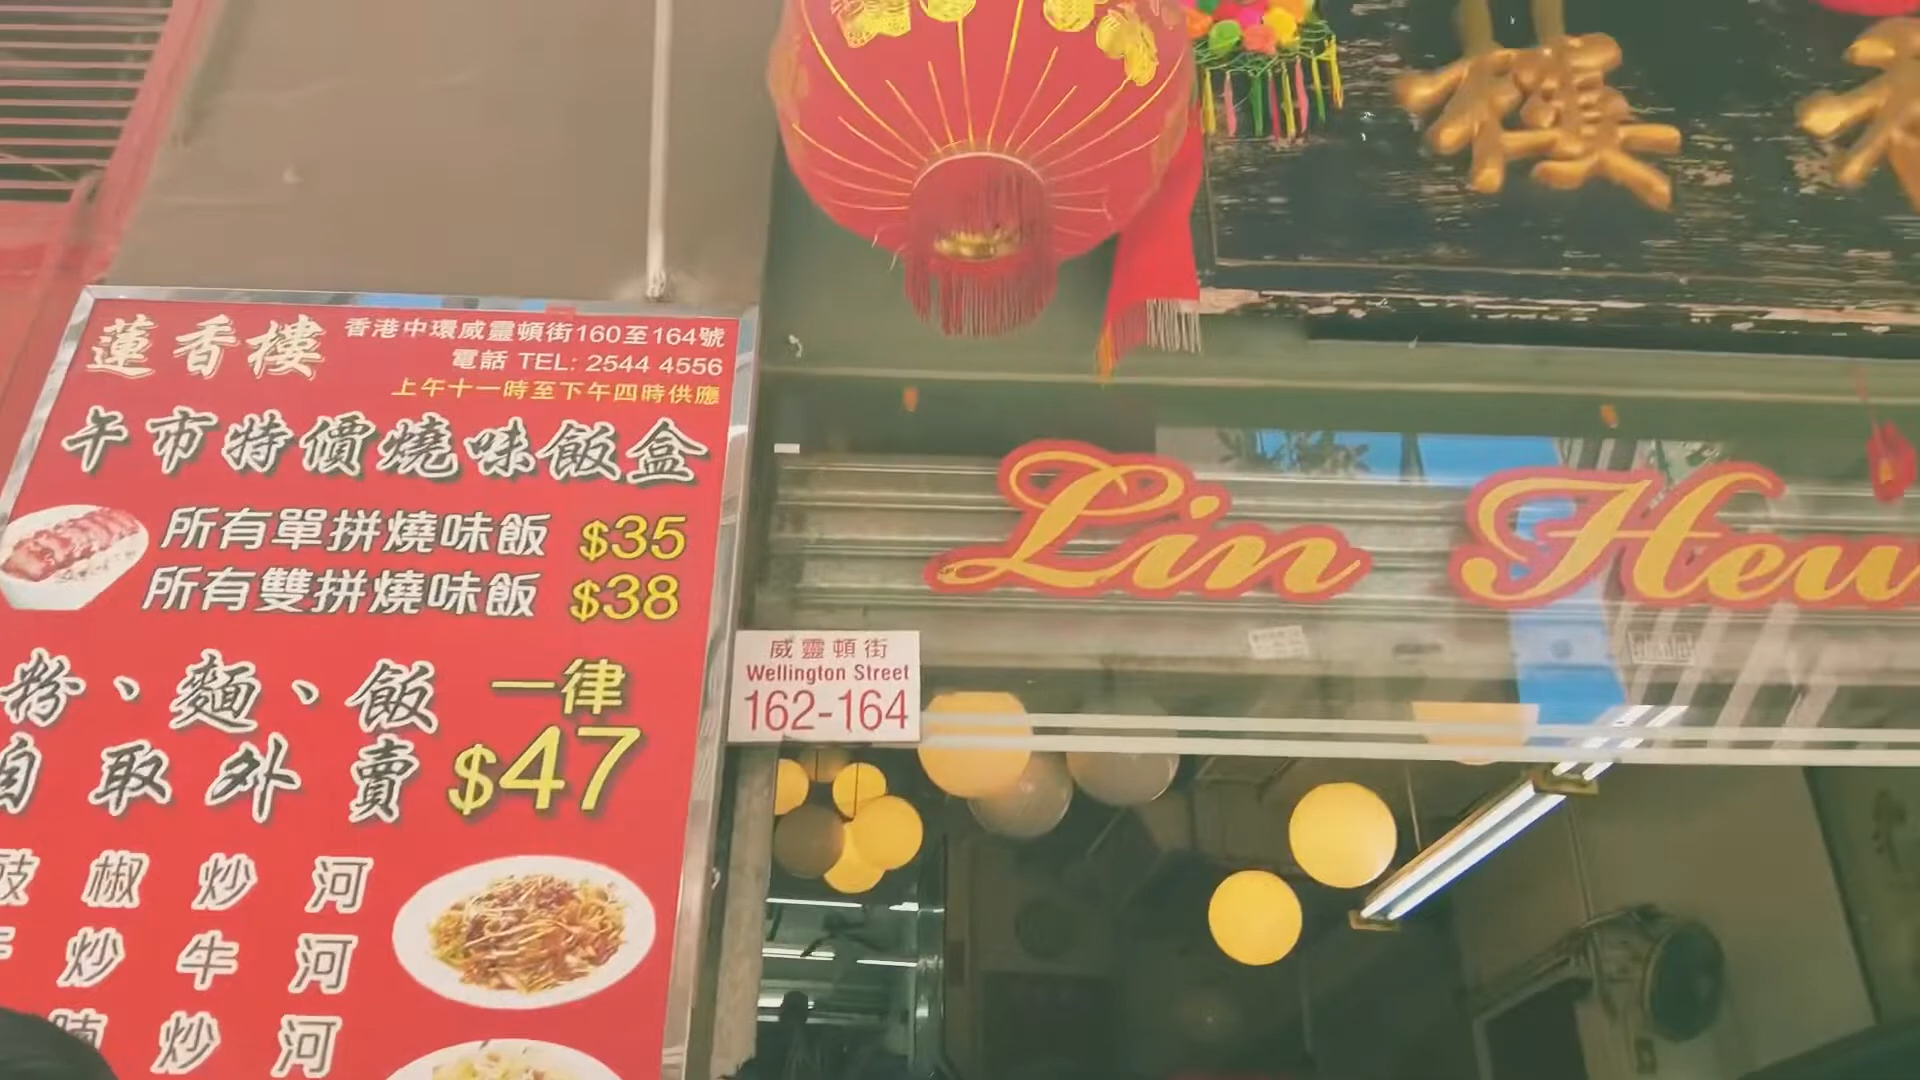 蓮香樓
香港中環威靈頓街160至164號
電話 TEL: 2544 4556
上午十一時至下午四時供應
午市特價燒味飯盒
所有單拼燒味飯 $35
所有雙拼燒味飯 $38
粉、麵、飯 一律
自取外賣 $47
豉椒炒河
炒牛河
炒河
樓
Lin Heu
威靈頓街
Wellington Street
162-164